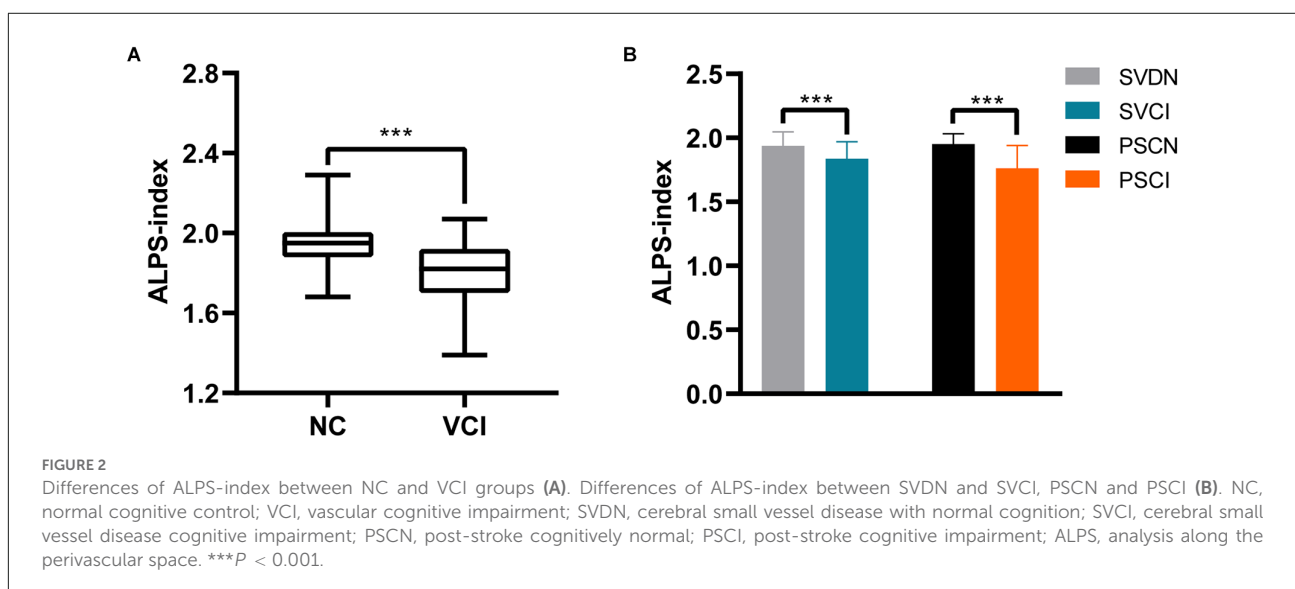 A
2.8
2.4
2.0
1.6
1.2
ALPS-index
***
NC
VCI
B
2.5
2.0
1.5
1.0
0.5
0.0
ALPS-index
***
***
SVDN
SVCI
PSCN
PSCI
FIGURE 2
Differences of ALPS-index between NC and VCI groups (A). Differences of ALPS-index between SVDN and SVCI, PSCN and PSCI (B). NC,
normal cognitive control; VCI, vascular cognitive impairment; SVDN, cerebral small vessel disease with normal cognition; SVCI, cerebral small
vessel disease cognitive impairment; PSCN, post-stroke cognitively normal; PSCI, post-stroke cognitive impairment; ALPS, analysis along the
perivascular space. ***P < 0.001.